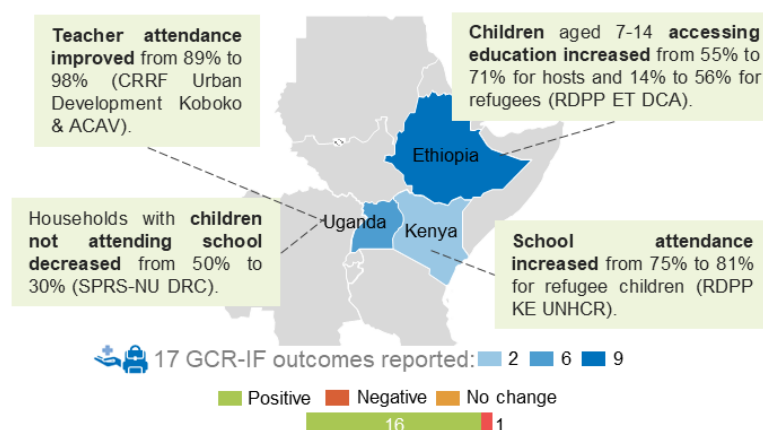 Teacher attendance
improved from 89% to
98% (CRRF Urban
Development Koboko
& ACAV).
Children aged 7-14 accessing
education increased from 55% to
71% for hosts and 14% to 56% for
refugees (RDPP ET DCA).
Ethiopia
Uganda
Kenya
Households with children
not attending school
decreased from 50% to
30% (SPRS-NU DRC).
School attendance
increased from 75% to 81%
for refugee children (RDPP
KE UNHCR).
17 GCR-IF outcomes reported: 2 6 9
Positive Negative No change
16 1